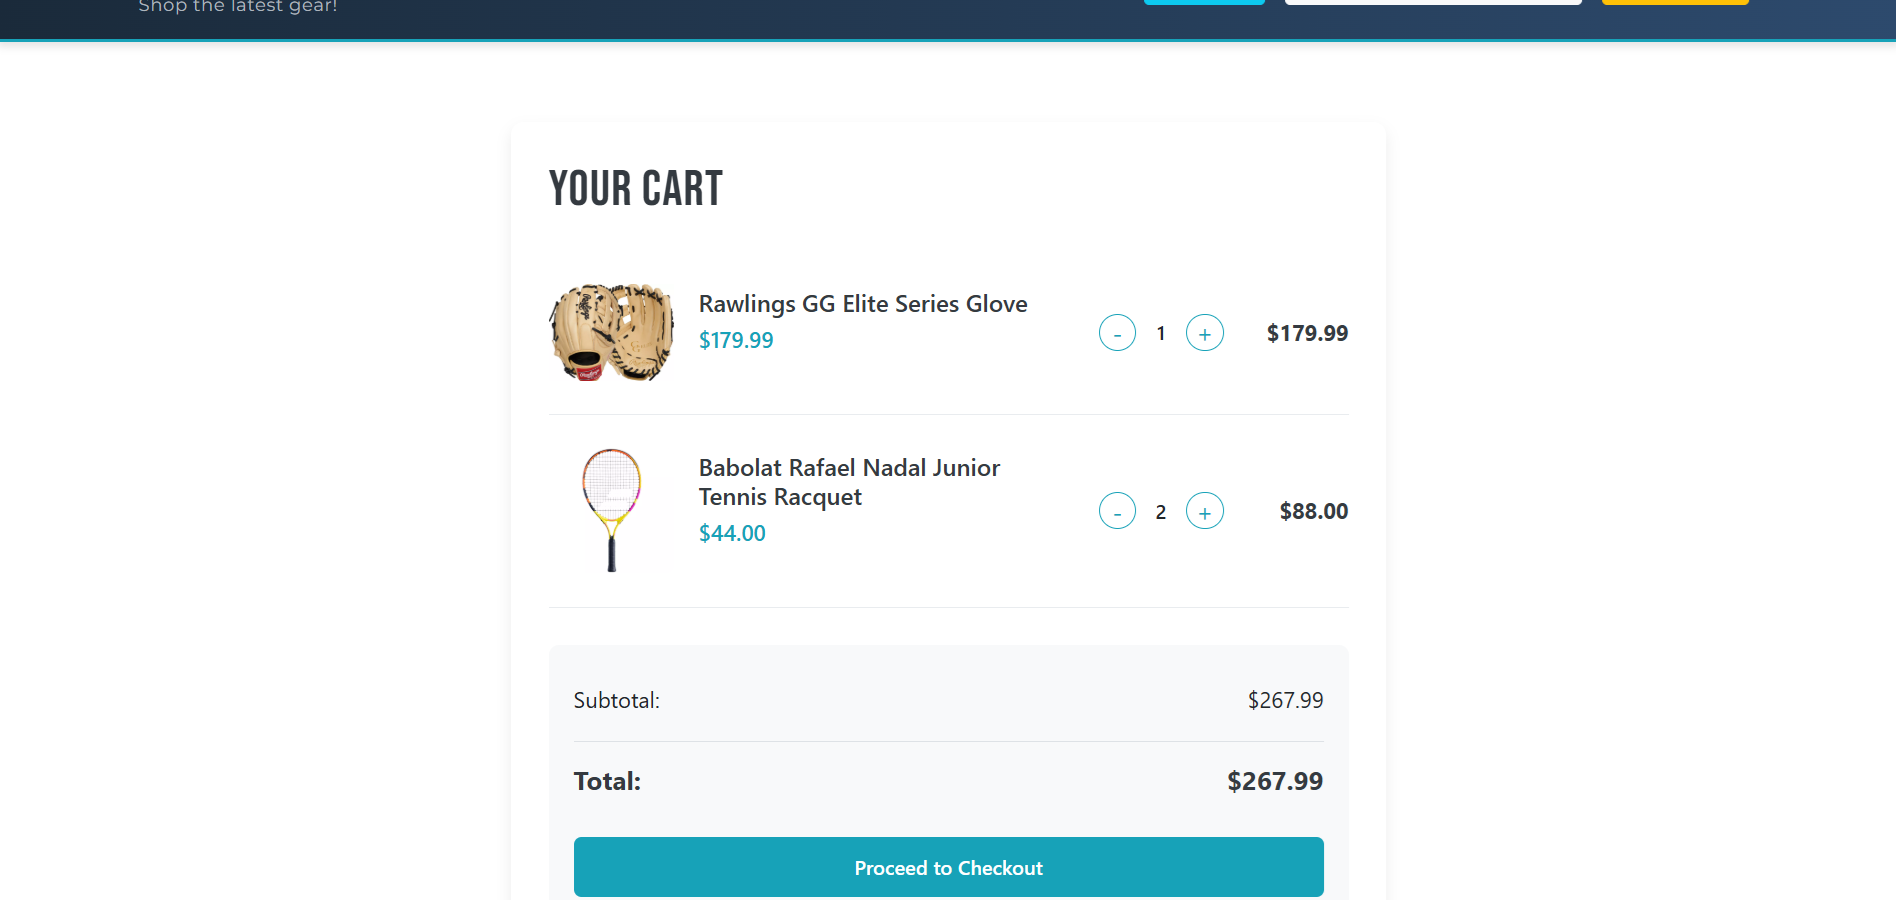 Shop the latest gear!
YOUR CART
Rawlings GG Elite Series Glove
$179.99
- 1 +
$179.99
Babolat Rafael Nadal Junior
Tennis Racquet
$44.00
- 2 +
$88.00
Subtotal: $267.99
Total: $267.99
Proceed to Checkout